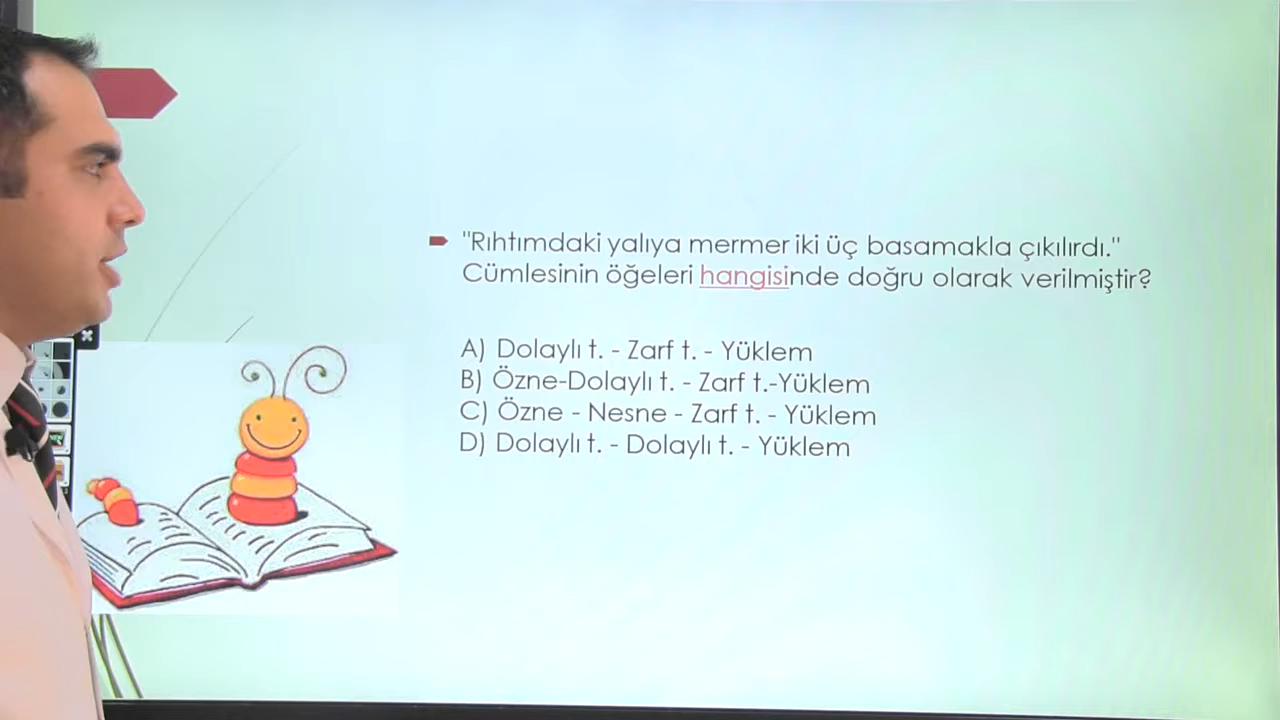 "Rıhtımdaki yalıya mermer iki üç basamakla çıkılırdı."
Cümlesinin öğeleri hangisinde doğru olarak verilmiştir?
A) Dolaylı t. - Zarf t. - Yüklem
B) Özne-Dolaylı t. - Zarf t.-Yüklem
C) Özne - Nesne - Zarf t. - Yüklem
D) Dolaylı t. - Dolaylı t. - Yüklem